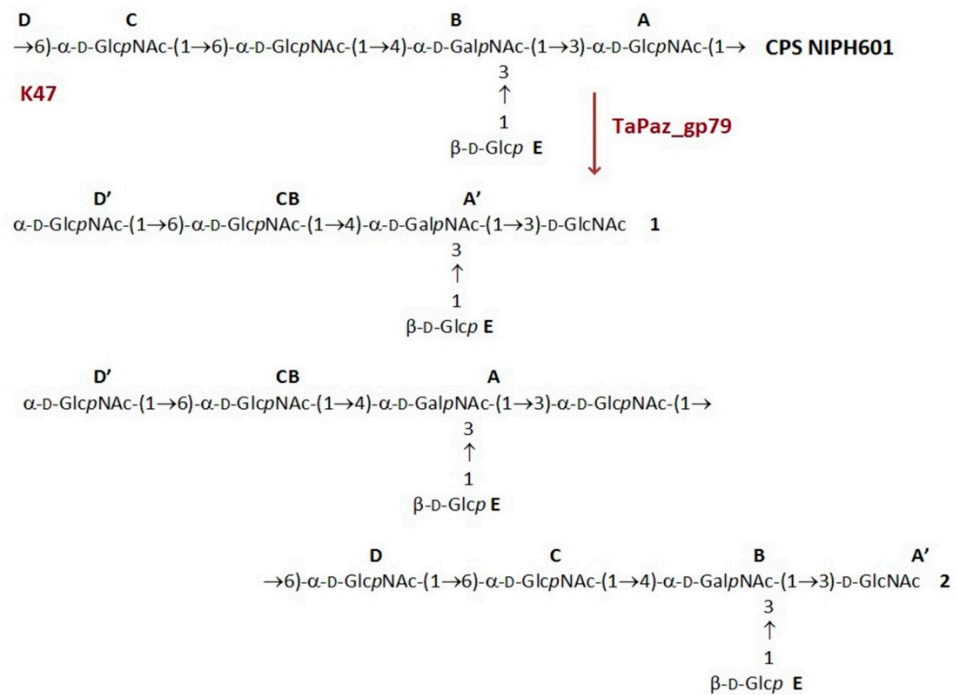 D C B A
→6)-α-D-GlcpNAc-(1→6)-α-D-GlcpNAc-(1→4)-α-D-GalpNAc-(1→3)-α-D-GlcpNAc-(1→ CPS NIPH601
K47
3
↑
1
β-D-Glcp E
TaPaz_gp79
D' CB A'
α-D-GlcpNAc-(1→6)-α-D-GlcpNAc-(1→4)-α-D-GalpNAc-(1→3)-D-GlcNAc 1
3
↑
1
β-D-Glcp E
D' CB A
α-D-GlcpNAc-(1→6)-α-D-GlcpNAc-(1→4)-α-D-GalpNAc-(1→3)-α-D-GlcpNAc-(1→
3
↑
1
β-D-Glcp E
D C B A'
→6)-α-D-GlcpNAc-(1→6)-α-D-GlcpNAc-(1→4)-α-D-GalpNAc-(1→3)-D-GlcNAc 2
3
↑
1
β-D-Glcp E